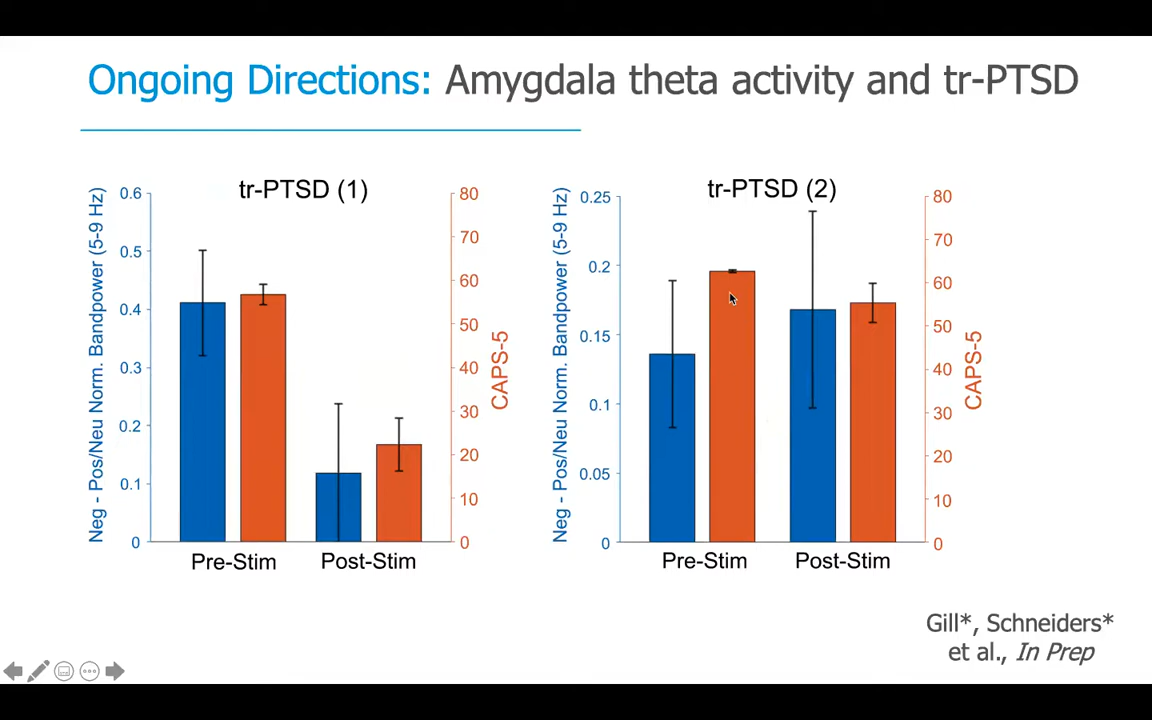 Ongoing Directions: Amygdala theta activity and tr-PTSD
tr-PTSD (1)
Neg - Pos/Neu Norm. Bandpower (5-9 Hz)
0.6
0.5
0.4
0.3
0.2
0.1
0
80
70
60
50
40
30
20
10
0
CAPS-5
Pre-Stim
Post-Stim
tr-PTSD (2)
Neg - Pos/Neu Norm. Bandpower (5-9 Hz)
0.25
0.2
0.15
0.1
0.05
0
80
70
60
50
40
30
20
10
0
CAPS-5
Pre-Stim
Post-Stim
Gill*, Schneiders*
et al., In Prep